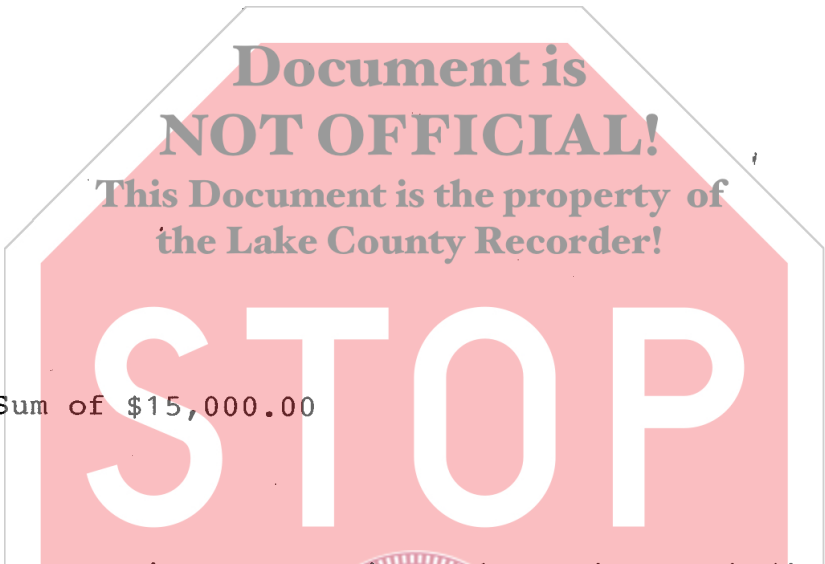 Document is
NOT OFFICIAL!
This Document is the property of
the Lake County Recorder!
STOP
Sum of $15,000.00